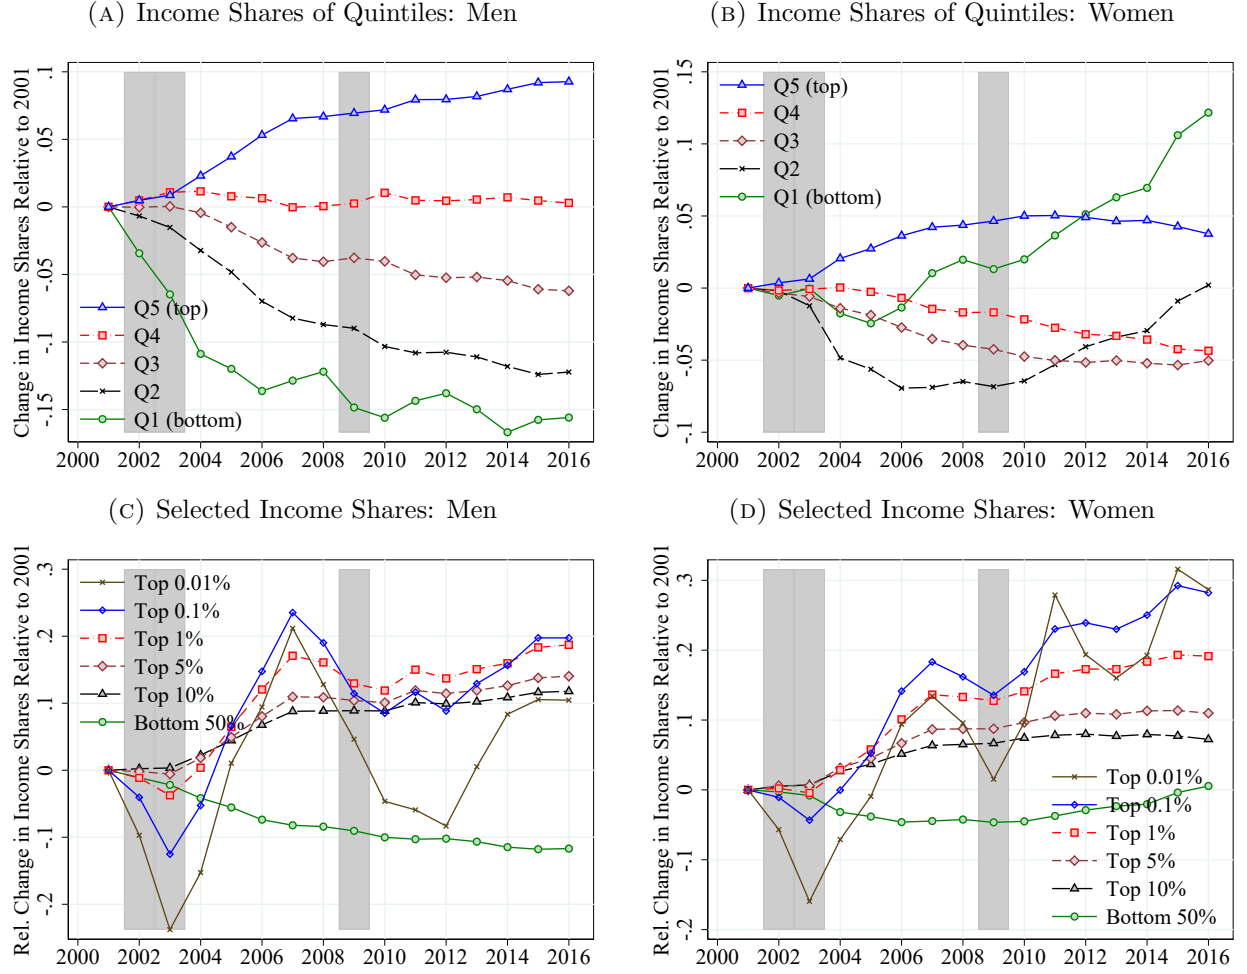 (A) Income Shares of Quintiles: Men
Change in Income Shares Relative to 2001
.1
.05
0
-.05
-.1
-.15
Q5 (top)
Q4
Q3
Q2
Q1 (bottom)
2000 2002 2004 2006 2008 2010 2012 2014 2016
(B) Income Shares of Quintiles: Women
Change in Income Shares Relative to 2001
.15
.1
.05
0
-.05
-.1
Q5 (top)
Q4
Q3
Q2
Q1 (bottom)
2000 2002 2004 2006 2008 2010 2012 2014 2016
(C) Selected Income Shares: Men
Rel. Change in Income Shares Relative to 2001
.3
.2
.1
0
-.1
-.2
Top 0.01%
Top 0.1%
Top 1%
Top 5%
Top 10%
Bottom 50%
2000 2002 2004 2006 2008 2010 2012 2014 2016
(D) Selected Income Shares: Women
Rel. Change in Income Shares Relative to 2001
.3
.2
.1
0
-.1
-.2
Top 0.01%
Top 0.1%
Top 1%
Top 5%
Top 10%
Bottom 50%
2000 2002 2004 2006 2008 2010 2012 2014 2016